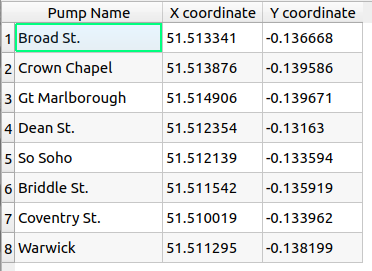 Pump Name X coordinate Y coordinate
1 Broad St. 51.513341 -0.136668
2 Crown Chapel 51.513876 -0.139586
3 Gt Marlborough 51.514906 -0.139671
4 Dean St. 51.512354 -0.13163
5 So Soho 51.512139 -0.133594
6 Briddle St. 51.511542 -0.135919
7 Coventry St. 51.510019 -0.133962
8 Warwick 51.511295 -0.138199